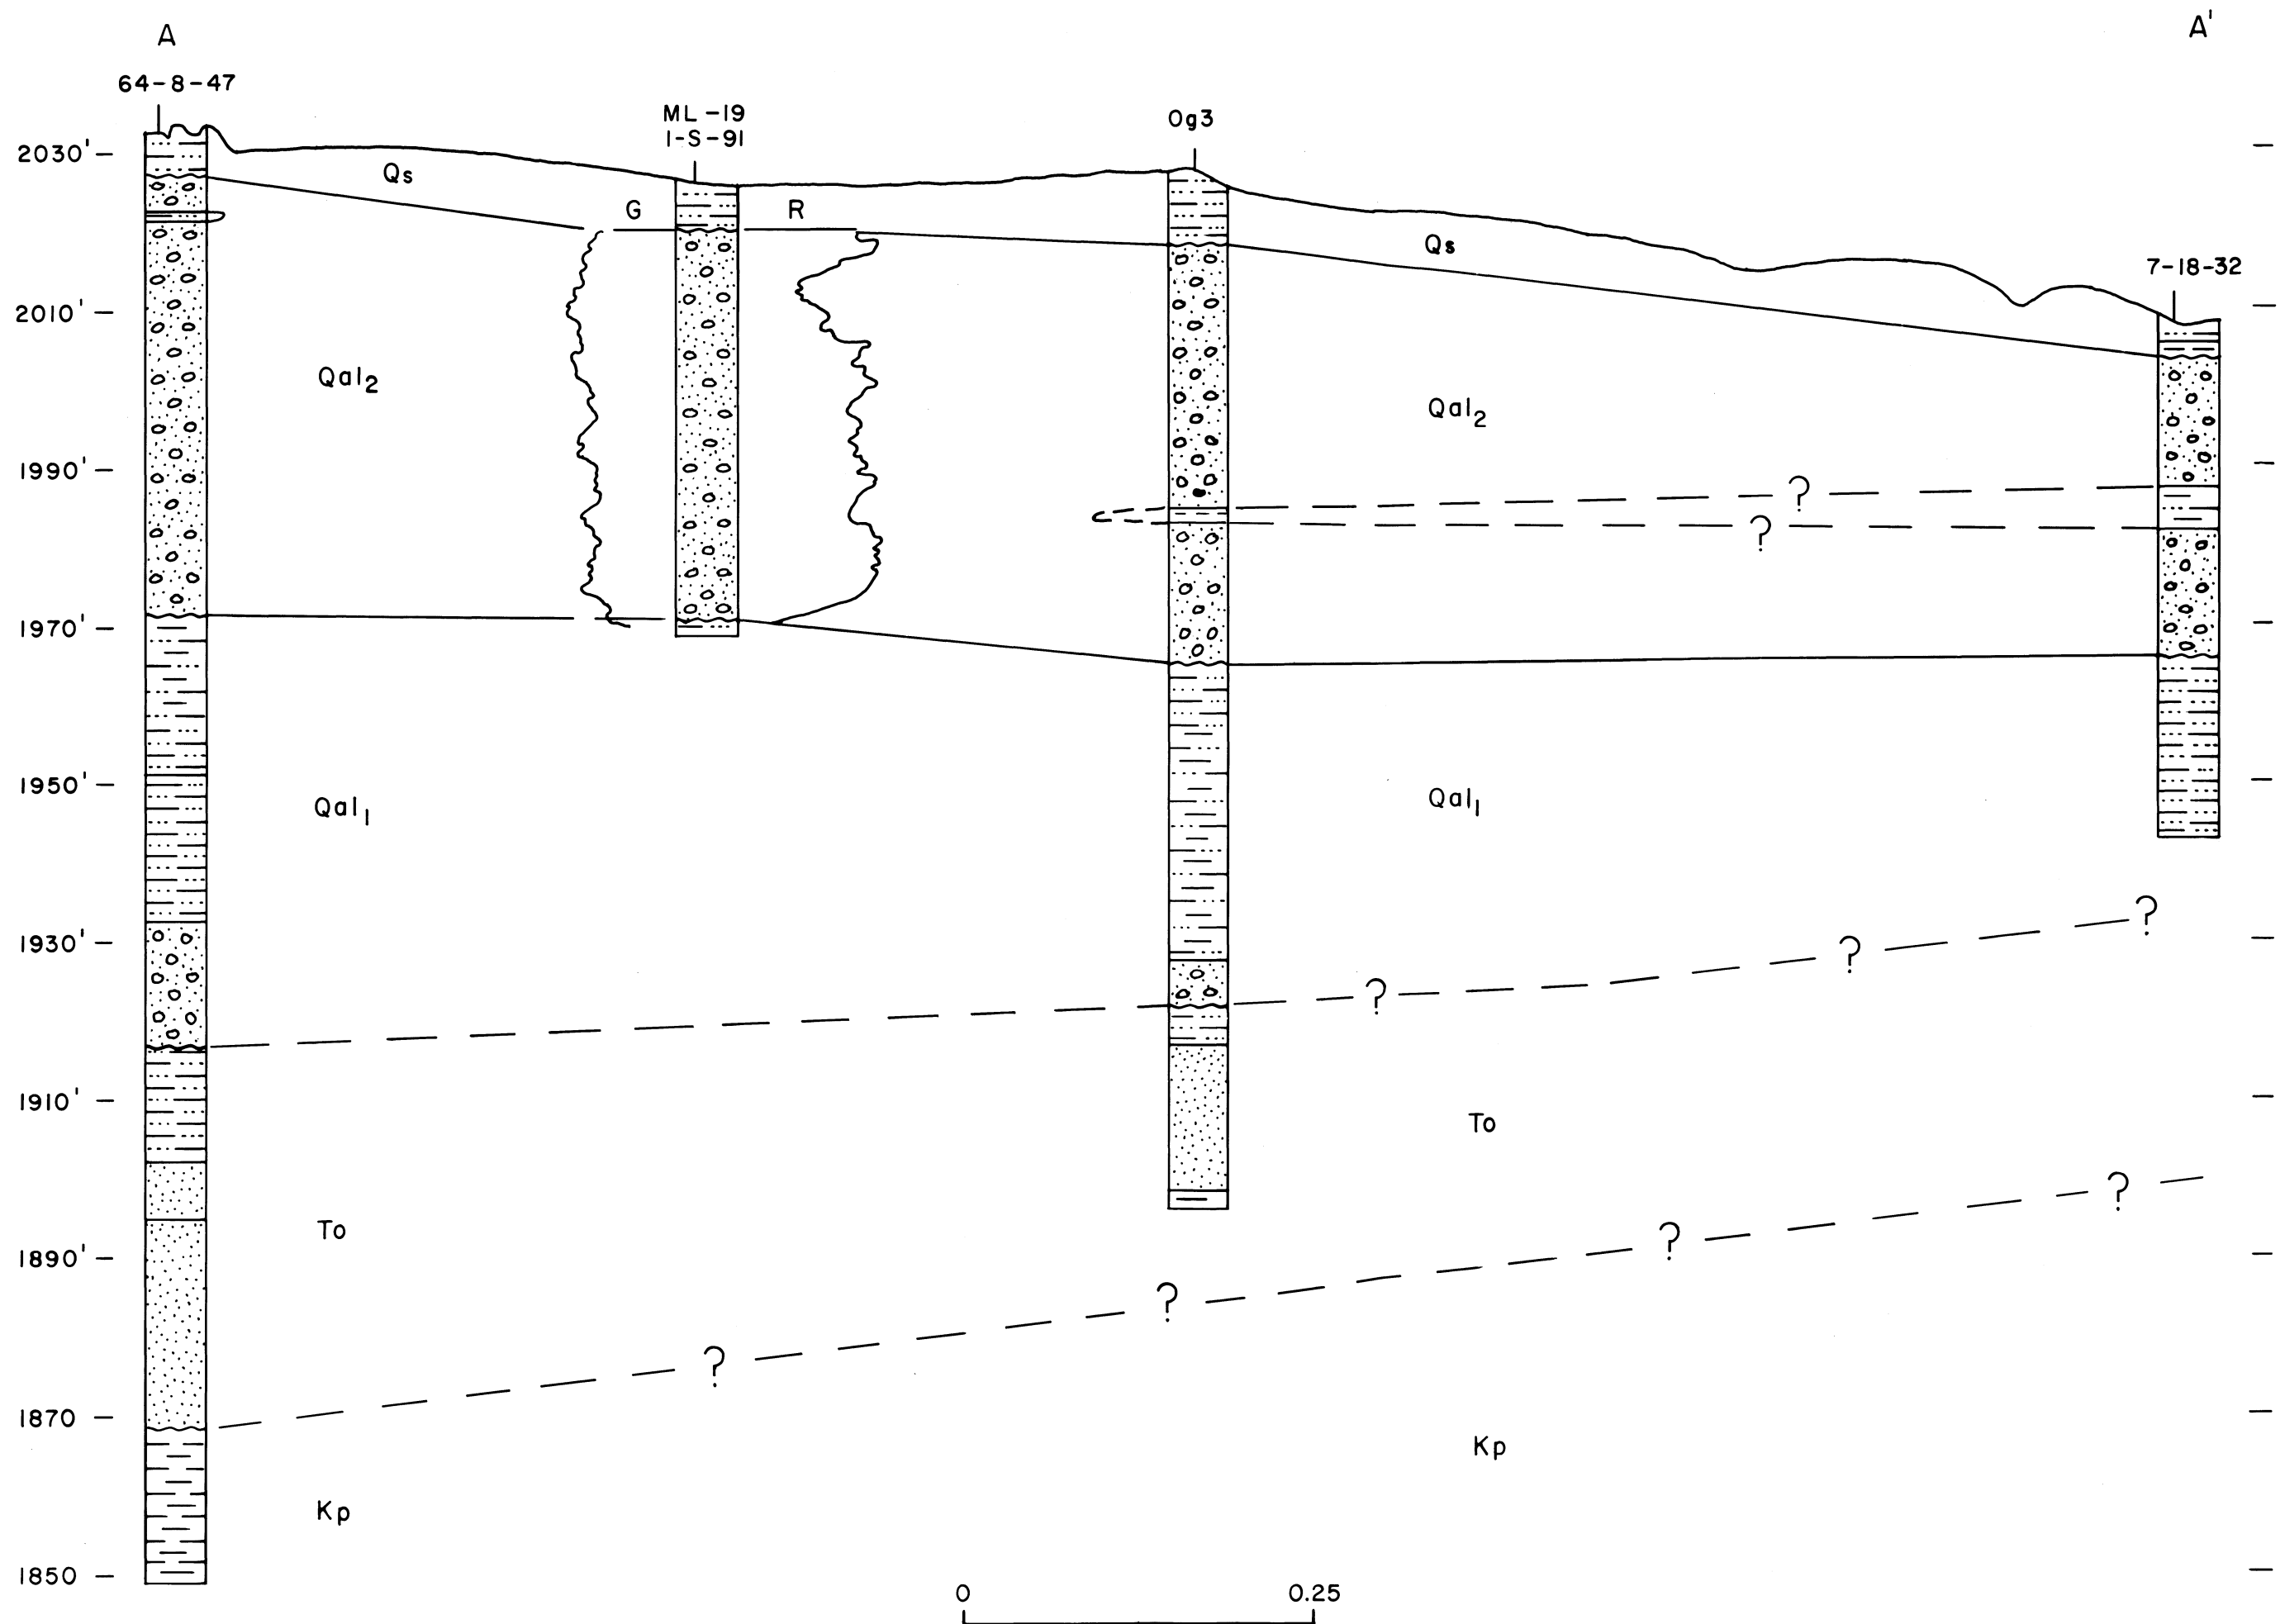 A
A'
64-8-47
ML-19
1-S-91
Og3
7-18-32
2030'
Qs
G
R
Qs
2010'
Qal2
Qal2
1990'
?
?
1970'
1950'
Qal1
Qal1
1930'
?
?
?
1910'
To
To
1890'
?
?
?
?
1870
Kp
Kp
1850
0
0.25